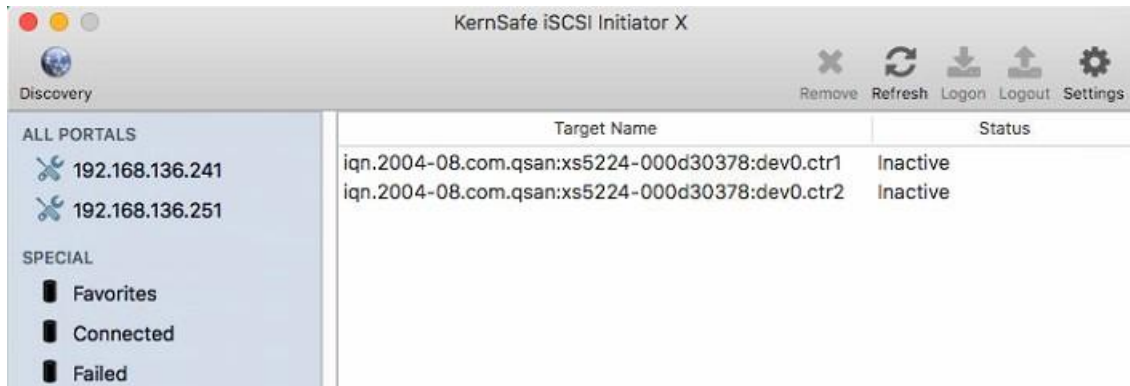 KernSafe iSCSI Initiator X
Discovery
Remove Refresh Logon Logout Settings
ALL PORTALS
192.168.136.241
192.168.136.251
SPECIAL
Favorites
Connected
Failed
Target Name Status
iqn.2004-08.com.qsan:xs5224-000d30378:dev0.ctr1 Inactive
iqn.2004-08.com.qsan:xs5224-000d30378:dev0.ctr2 Inactive